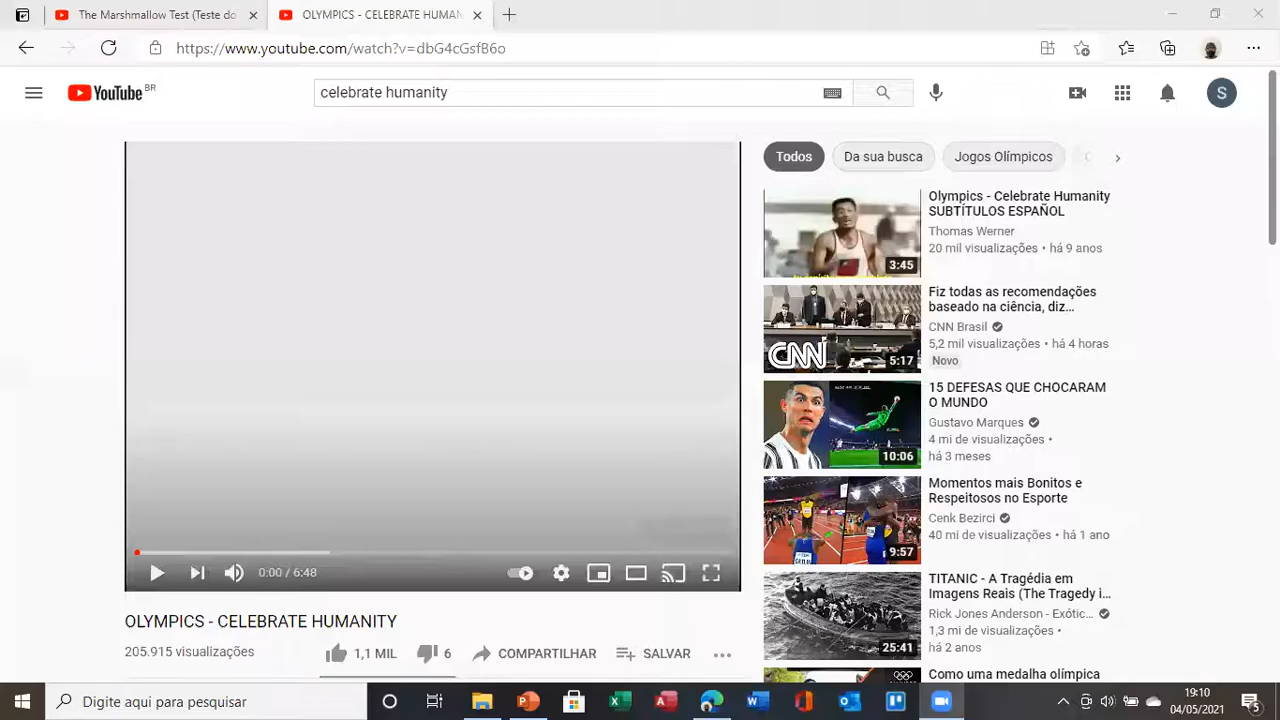 The Marshmallow Test (Teste do
OLYMPICS - CELEBRATE HUMAN
https://www.youtube.com/watch?v=dbG4cGsfB6o
YouTube BR
celebrate humanity
S
Todos
Da sua busca
Jogos Olímpicos
Olympics - Celebrate Humanity
SUBTÍTULOS ESPAÑOL
Thomas Werner
20 mil visualizações • há 9 anos
3:45
Fiz todas as recomendações
baseado na ciência, diz...
CNN Brasil
5,2 mil visualizações • há 4 horas
Novo
CNN
5:17
15 DEFESAS QUE CHOCARAM
O MUNDO
Gustavo Marques
4 mi de visualizações •
há 3 meses
10:06
Momentos mais Bonitos e
Respeitosos no Esporte
Cenk Bezirci
40 mi de visualizações • há 1 ano
9:57
TITANIC - A Tragédia em
Imagens Reais (The Tragedy i...
Rick Jones Anderson - Exótic...
1,3 mi de visualizações •
há 2 anos
25:41
Como uma medalha olímpica
0:00 / 6:48
OLYMPICS - CELEBRATE HUMANITY
205.915 visualizações
1,1 MIL
6
COMPARTILHAR
SALVAR
Digite aqui para pesquisar
19:10
04/05/2021
5